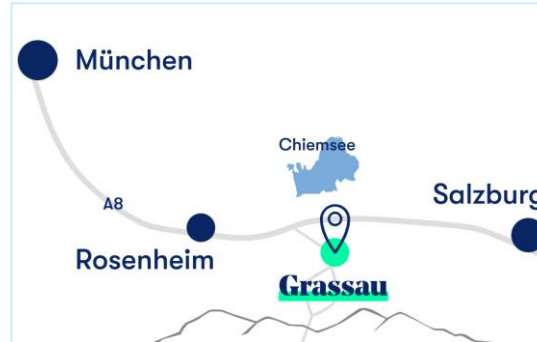 München
Chiemsee
A8
Salzburg
Rosenheim
Grassau